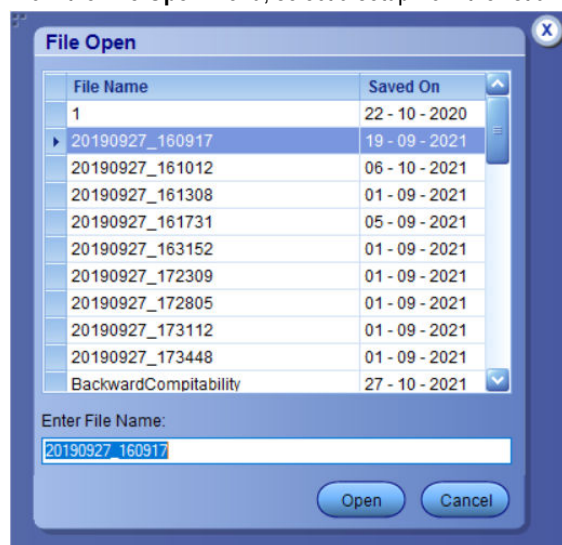 File Open
X
File Name Saved On
1 22 - 10 - 2020
20190927_160917 19 - 09 - 2021
20190927_161012 06 - 10 - 2021
20190927_161308 01 - 09 - 2021
20190927_161731 05 - 09 - 2021
20190927_163152 01 - 09 - 2021
20190927_172309 01 - 09 - 2021
20190927_172805 01 - 09 - 2021
20190927_173112 01 - 09 - 2021
20190927_173448 01 - 09 - 2021
BackwardCompitability 27 - 10 - 2021
Enter File Name:
20190927_160917
Open Cancel